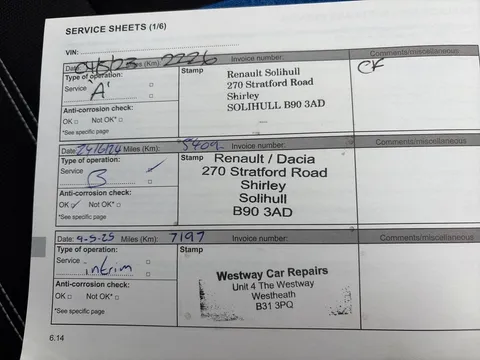 SERVICE SHEETS (1/6)
VIN:
Date: 04/5/23 Miles (Km): 2226 Invoice number: Comments/miscellaneous
Type of operation: Stamp
Service 'A'
Renault Solihull
270 Stratford Road
Shirley
SOLIHULL B90 3AD
Anti-corrosion check:
OK Not OK*
*See specific page
Date: 24/6/24 Miles (Km): 5409 Invoice number: Comments/miscellaneous
Type of operation: Stamp
Service B
Renault / Dacia
270 Stratford Road
Shirley
Solihull
B90 3AD
Anti-corrosion check:
OK Not OK*
*See specific page
Date: 9-5-25 Miles (Km): 7197 Invoice number: Comments/miscellaneous
Type of operation: Stamp
Service interim
Westway Car Repairs
Unit 4 The Westway
Westheath
B31 3PQ
Anti-corrosion check:
OK Not OK*
*See specific page
6.14